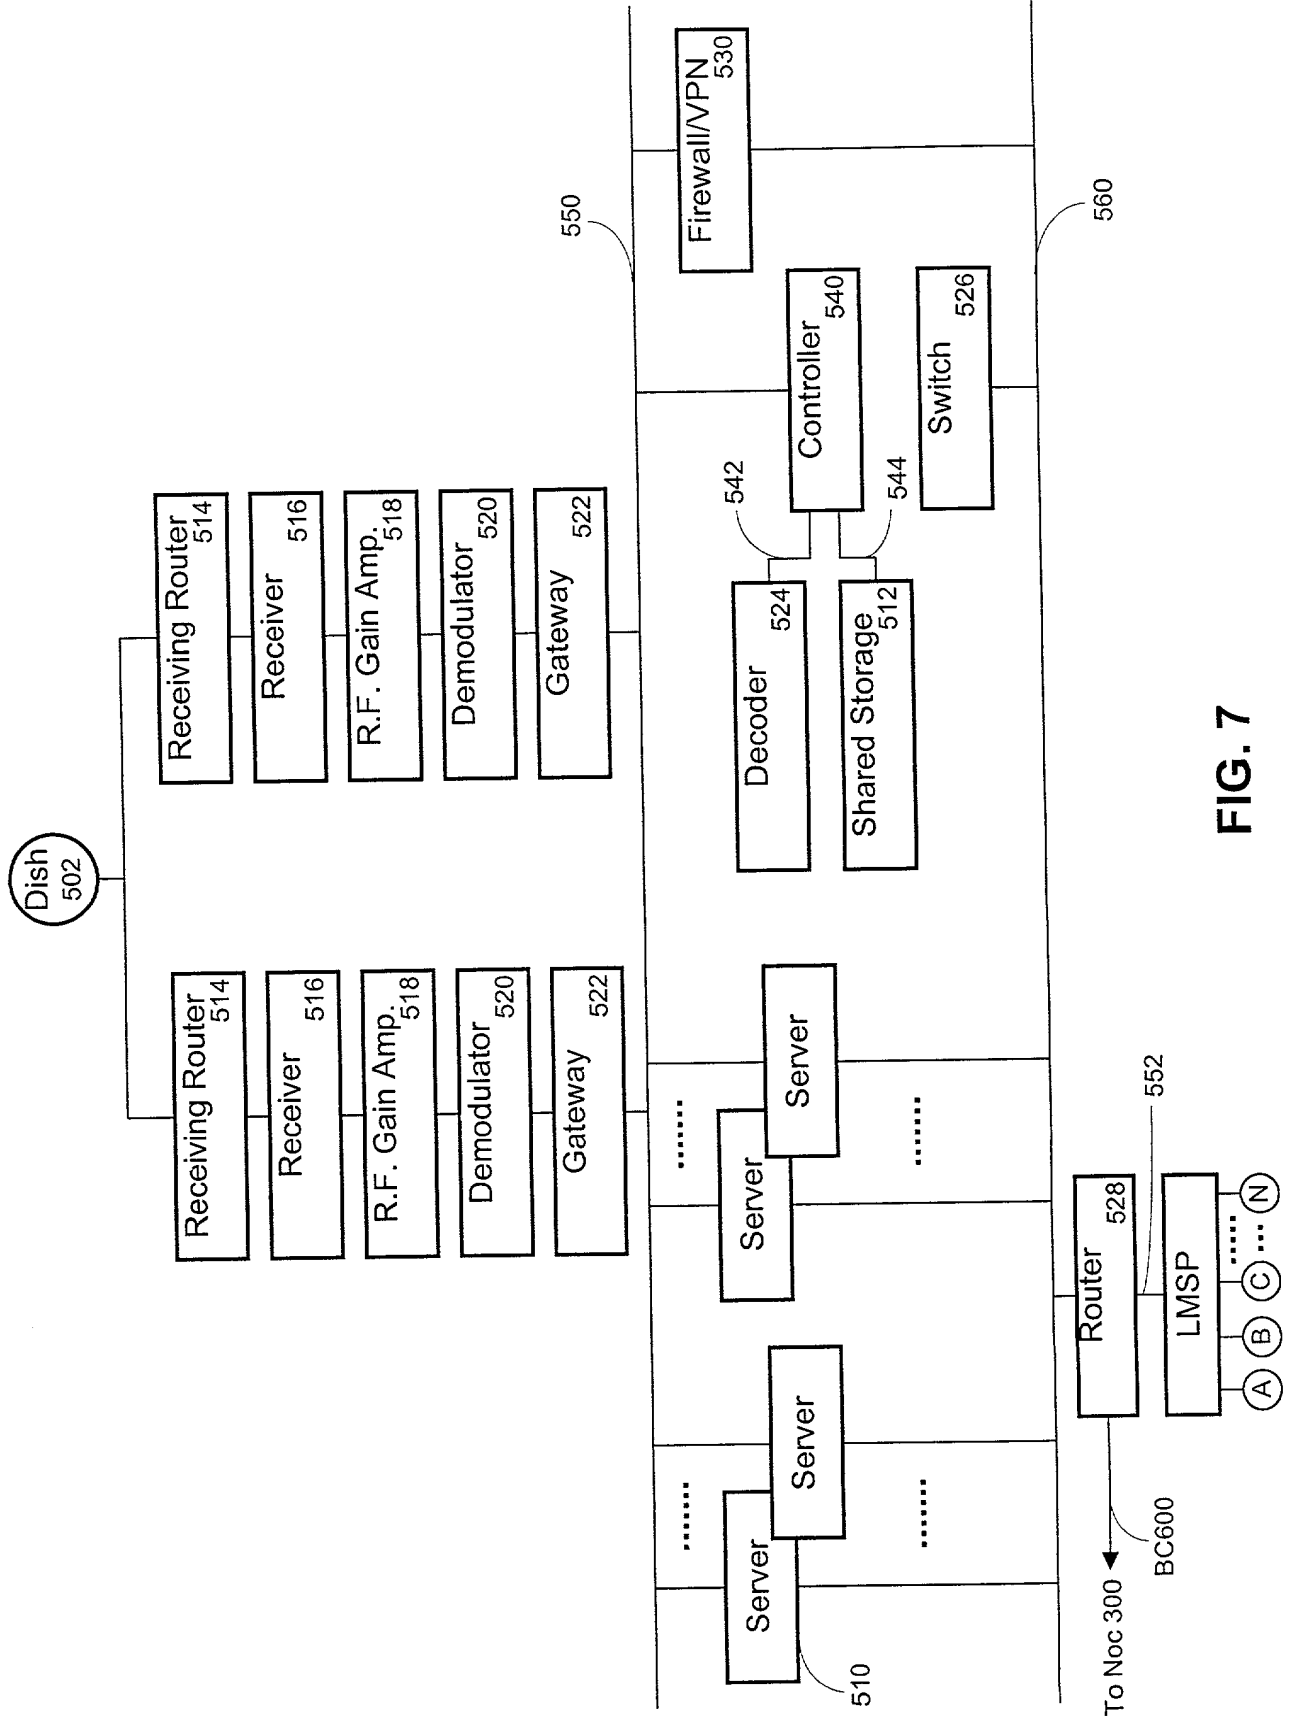 Dish
502
Receiving Router
514
Receiver
516
R.F. Gain Amp.
518
Demodulator
520
Gateway
522
Receiving Router
514
Receiver
516
R.F. Gain Amp.
518
Demodulator
520
Gateway
522
550
Server
Server
510
.......
.......
Server
Server
.......
.......
Decoder
524
Shared Storage
512
542
544
Controller
540
Switch
526
Firewall/VPN
530
560
To Noc 300
BC600
Router
528
552
LMSP
A
B
C
.....
...
N
FIG. 7